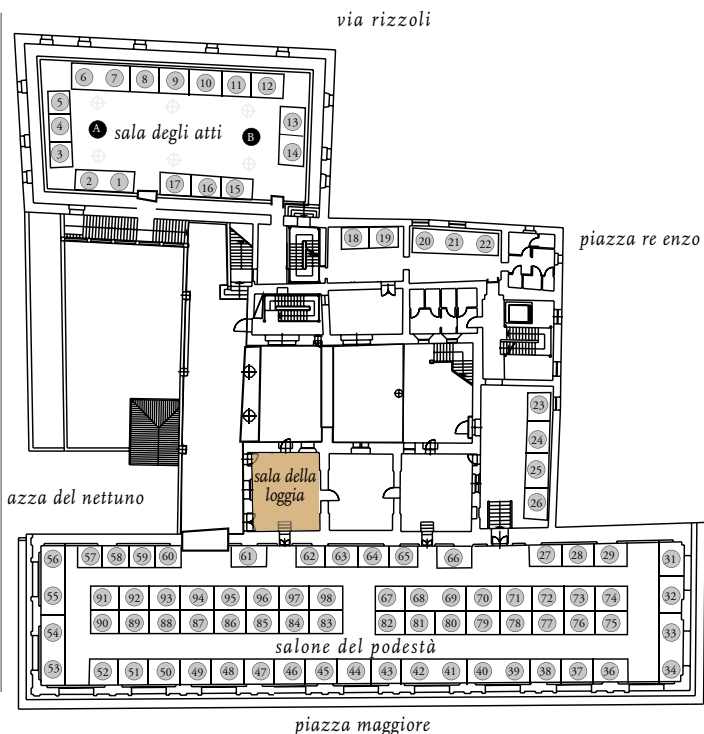 via rizzoli
6 7 8 9 10 11 12
5
4
3
A sala degli atti B
13
14
2 1 17 16 15
18 19 20 21 22
piazza re enzo
23
24
25
26
sala della
loggia
azza del nettuno
56 57 58 59 60 61 62 63 64 65 66 27 28 29 31
55 91 92 93 94 95 96 97 98 67 68 69 70 71 72 73 74 32
54 90 89 88 87 86 85 84 83 82 81 80 79 78 77 76 75 33
salone del podestà
53 52 51 50 49 48 47 46 45 44 43 42 41 40 39 38 37 36 34
piazza maggiore